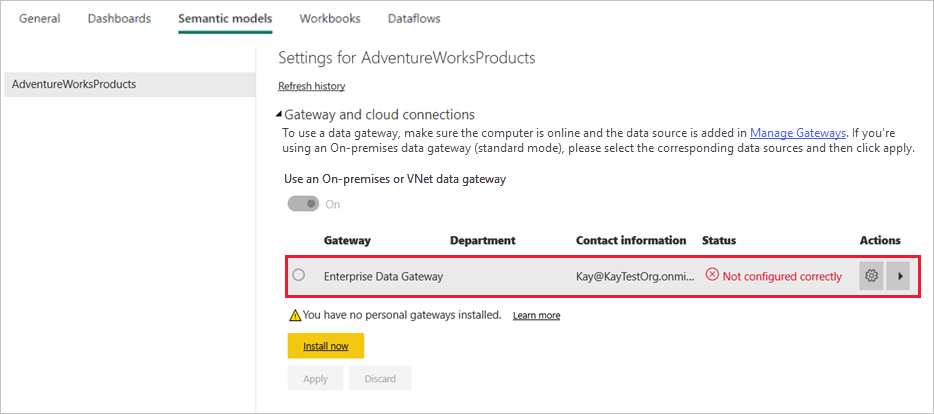 General Dashboards Semantic models Workbooks Dataflows
AdventureWorksProducts
Settings for AdventureWorksProducts
Refresh history
Gateway and cloud connections
To use a data gateway, make sure the computer is online and the data source is added in Manage Gateways. If you're
using an On-premises data gateway (standard mode), please select the corresponding data sources and then click apply.
Use an On-premises or VNet data gateway
On
Gateway Department Contact information Status Actions
Enterprise Data Gateway Kay@KayTestOrg.onmi... Not configured correctly
You have no personal gateways installed. Learn more
Install now
Apply Discard